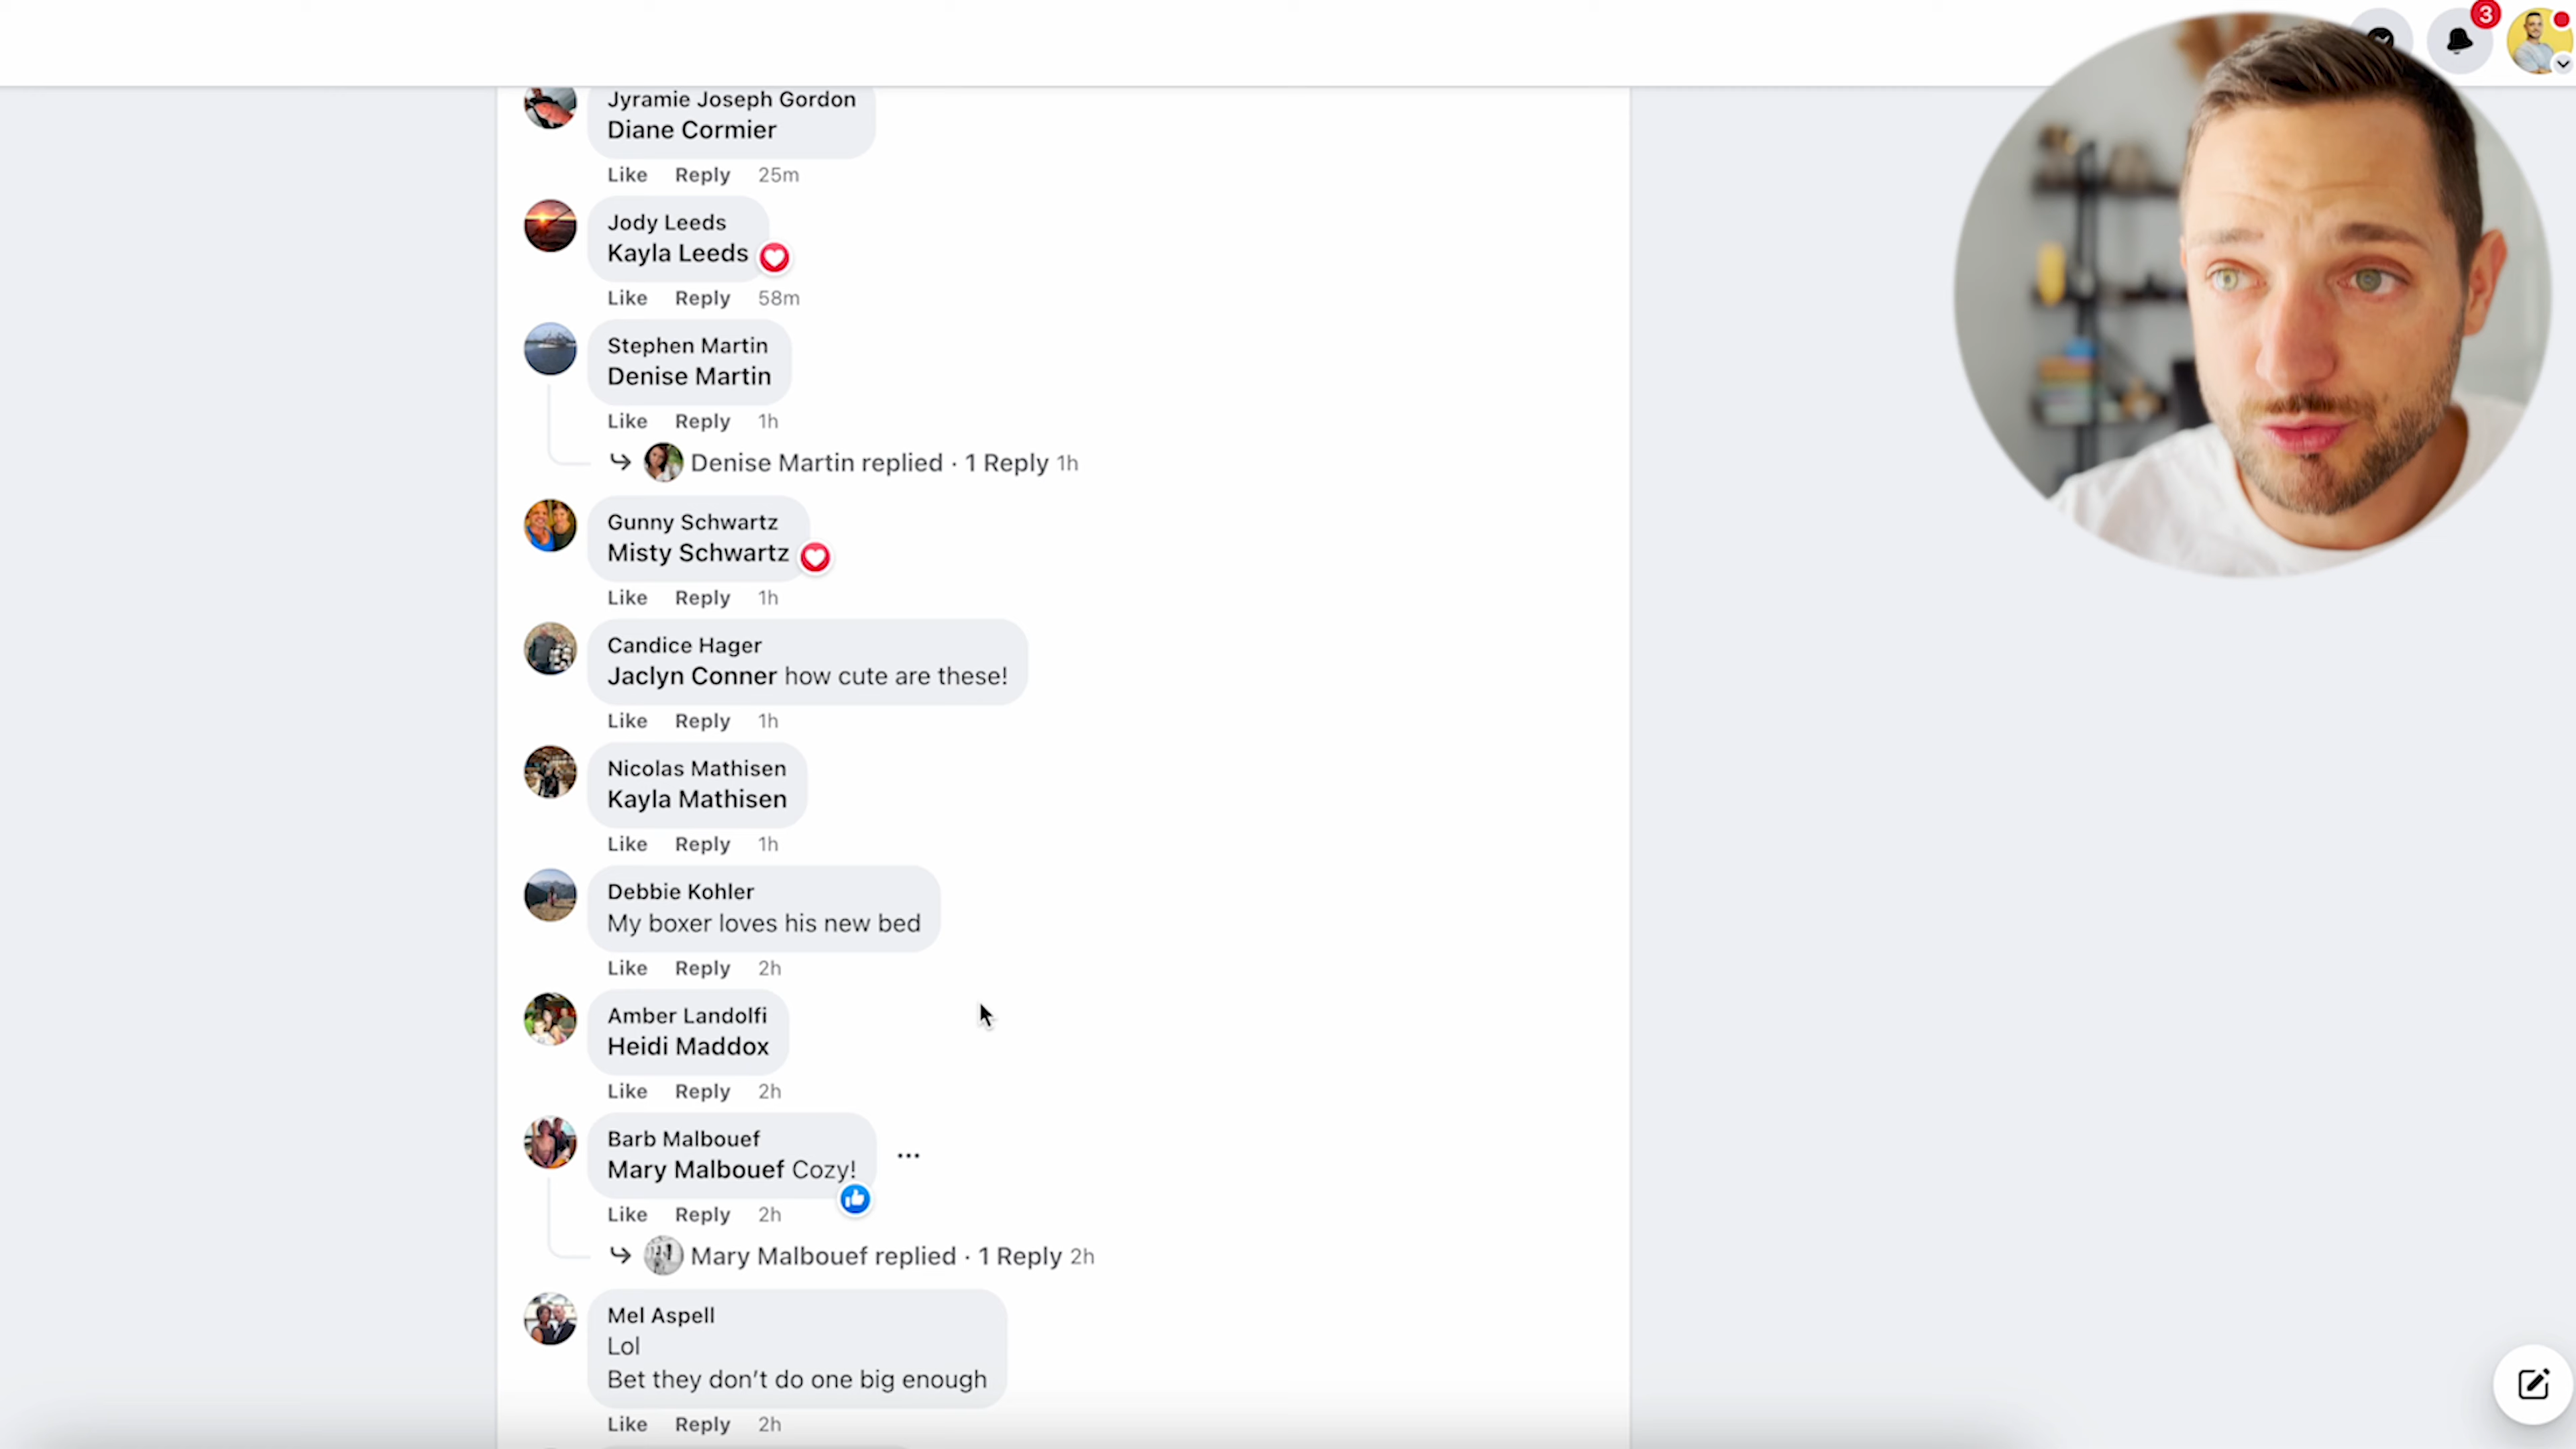 3
Jyramie Joseph Gordon
Diane Cormier
Like Reply 25m
Jody Leeds
Kayla Leeds
Like Reply 58m
Stephen Martin
Denise Martin
Like Reply 1h
Denise Martin replied · 1 Reply 1h
Gunny Schwartz
Misty Schwartz
Like Reply 1h
Candice Hager
Jaclyn Conner how cute are these!
Like Reply 1h
Nicolas Mathisen
Kayla Mathisen
Like Reply 1h
Debbie Kohler
My boxer loves his new bed
Like Reply 2h
Amber Landolfi
Heidi Maddox
Like Reply 2h
Barb Malbouef
Mary Malbouef Cozy!
Like Reply 2h
Mary Malbouef replied · 1 Reply 2h
Mel Aspell
Lol
Bet they don't do one big enough
Like Reply 2h